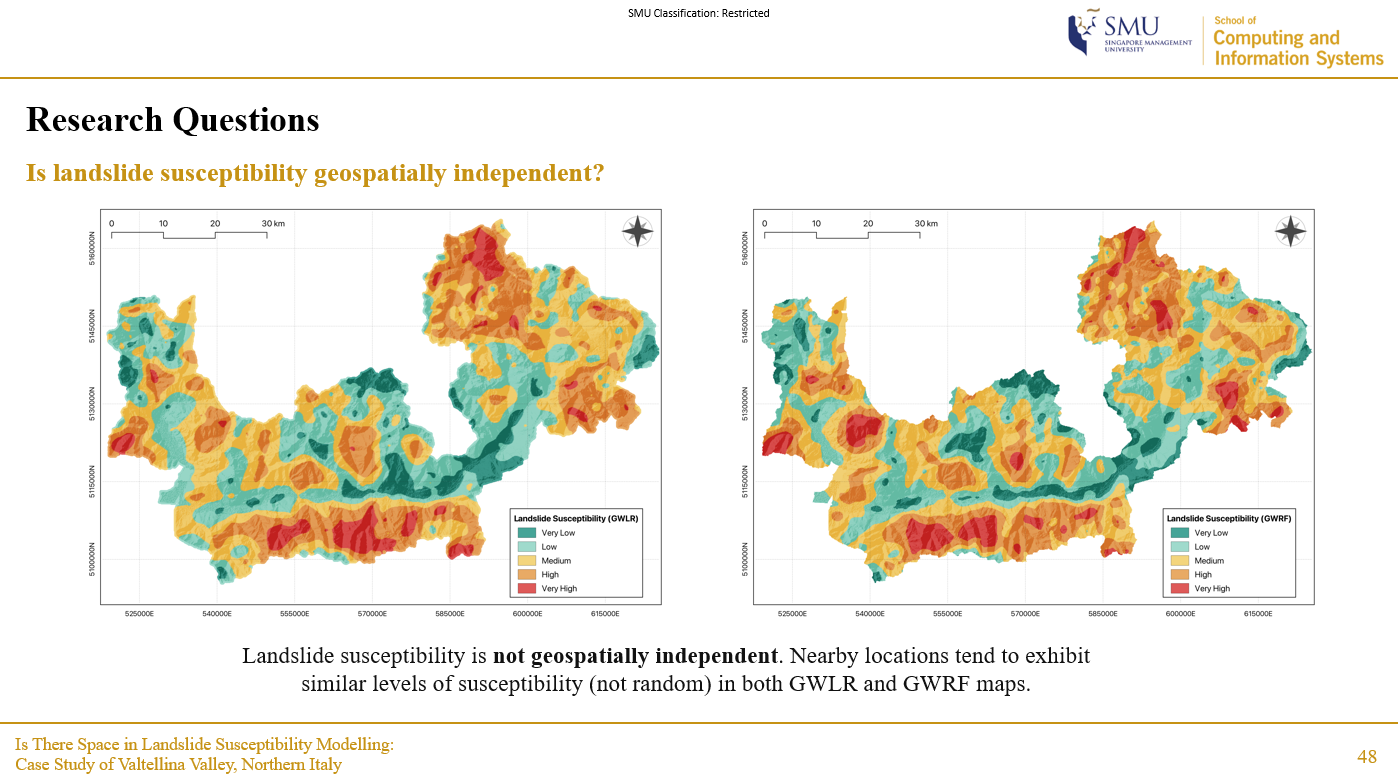 SMU Classification: Restricted
SMU
SINGAPORE MANAGEMENT
UNIVERSITY
School of
Computing and
Information Systems
Research Questions
Is landslide susceptibility geospatially independent?
0 10 20 30 km
5160000N
5145000N
5130000N
5115000N
5100000N
Landslide Susceptibility (GWLR)
Very Low
Low
Medium
High
Very High
525000E 540000E 555000E 570000E 585000E 600000E 615000E
0 10 20 30 km
5160000N
5145000N
5130000N
5115000N
5100000N
Landslide Susceptibility (GWRF)
Very Low
Low
Medium
High
Very High
525000E 540000E 555000E 570000E 585000E 600000E 615000E
Landslide susceptibility is not geospatially independent. Nearby locations tend to exhibit
similar levels of susceptibility (not random) in both GWLR and GWRF maps.
Is There Space in Landslide Susceptibility Modelling:
Case Study of Valtellina Valley, Northern Italy
48